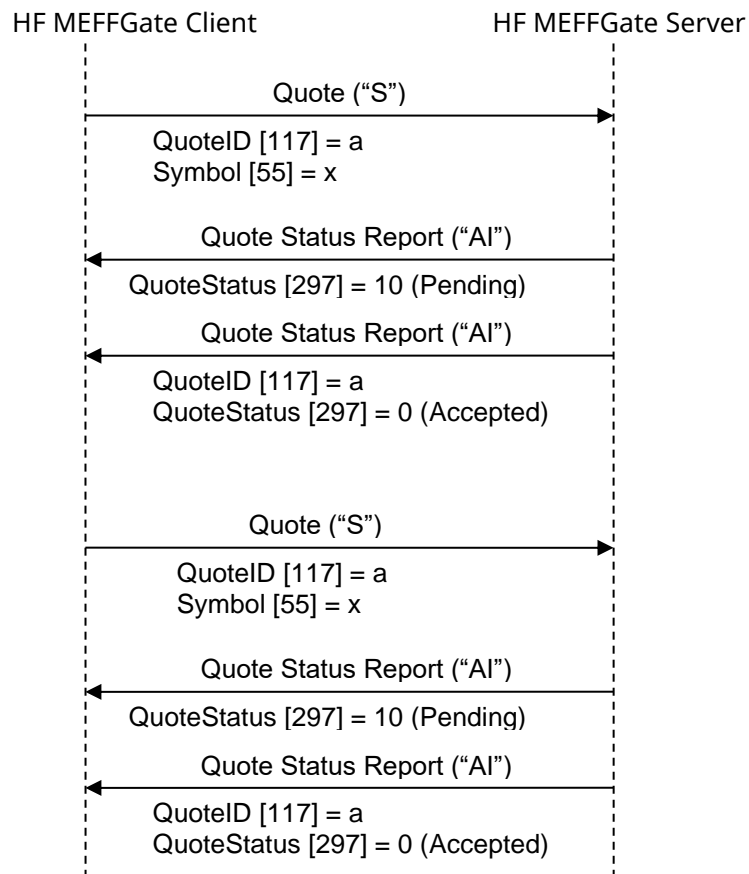 HF MEFFGate Client HF MEFFGate Server
Quote (“S”)
QuoteID [117] = a
Symbol [55] = x
Quote Status Report (“AI”)
QuoteStatus [297] = 10 (Pending)
Quote Status Report (“AI”)
QuoteID [117] = a
QuoteStatus [297] = 0 (Accepted)
Quote (“S”)
QuoteID [117] = a
Symbol [55] = x
Quote Status Report (“AI”)
QuoteStatus [297] = 10 (Pending)
Quote Status Report (“AI”)
QuoteID [117] = a
QuoteStatus [297] = 0 (Accepted)